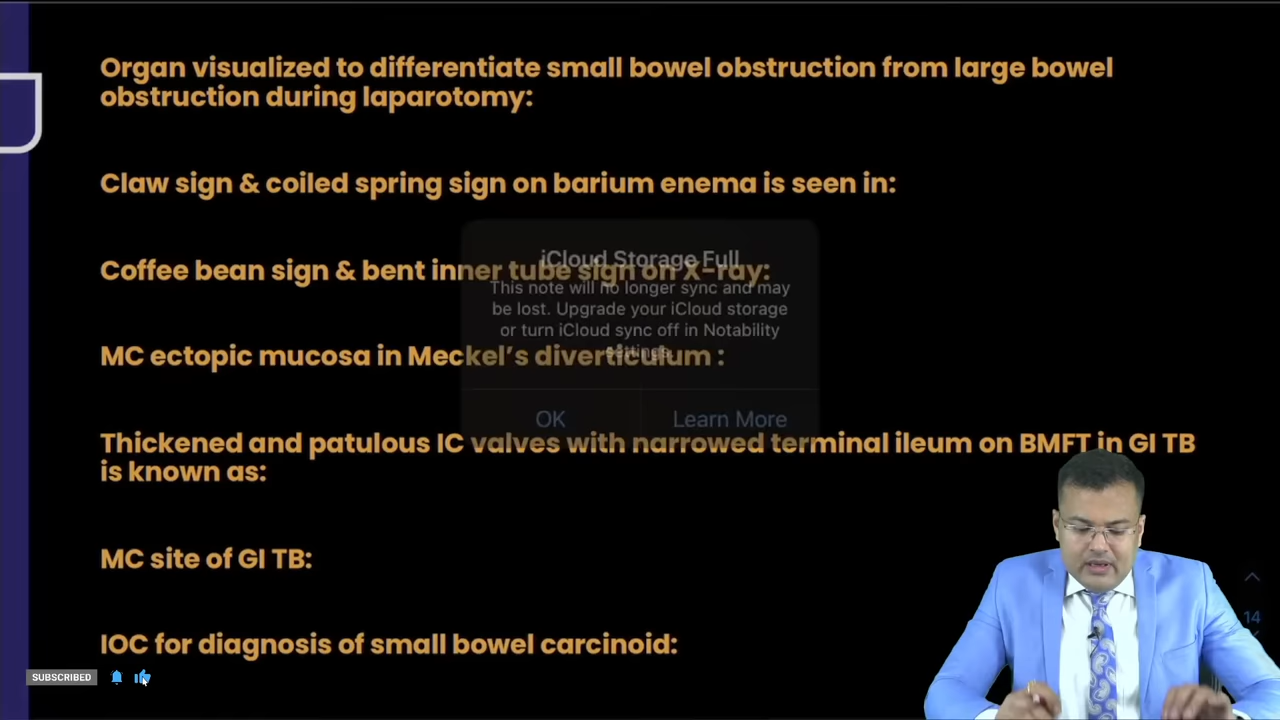 Organ visualized to differentiate small bowel obstruction from large bowel
obstruction during laparotomy:
Claw sign & coiled spring sign on barium enema is seen in:
Coffee bean sign & bent inner tube sign on X-ray:
iCloud Storage Full
This note will no longer sync and may
be lost. Upgrade your iCloud storage
or turn iCloud sync off in Notability
settings.
OK
Learn More
MC ectopic mucosa in Meckel’s diverticulum :
Thickened and patulous IC valves with narrowed terminal ileum on BMFT in GI TB
is known as:
MC site of GI TB:
14
IOC for diagnosis of small bowel carcinoid:
SUBSCRIBED